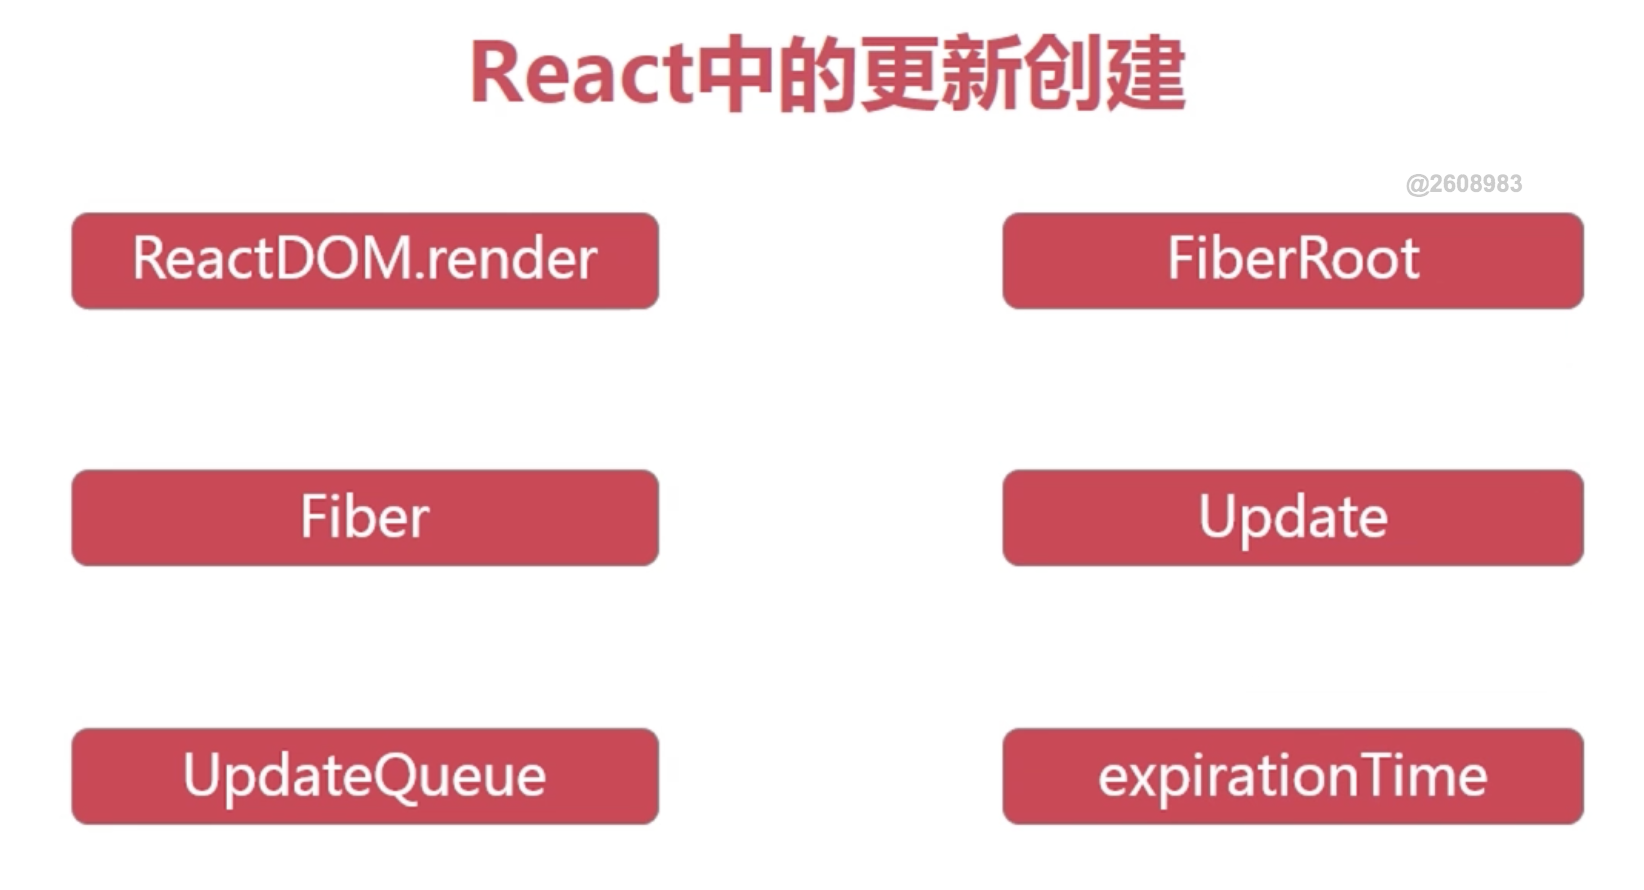 React中的更新创建
@2608983
ReactDOM.render
FiberRoot
Fiber
Update
UpdateQueue
expirationTime